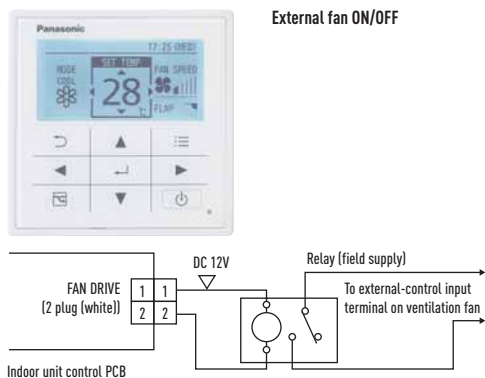 External fan ON/OFF
Panasonic
17:25 (WED)
MODE
COOL
SET TEMP.
28
°C
FAN SPEED
FLAP
DC 12V
Relay (field supply)
FAN DRIVE
(2 plug (white))
1 1
2 2
To external-control input
terminal on ventilation fan
Indoor unit control PCB